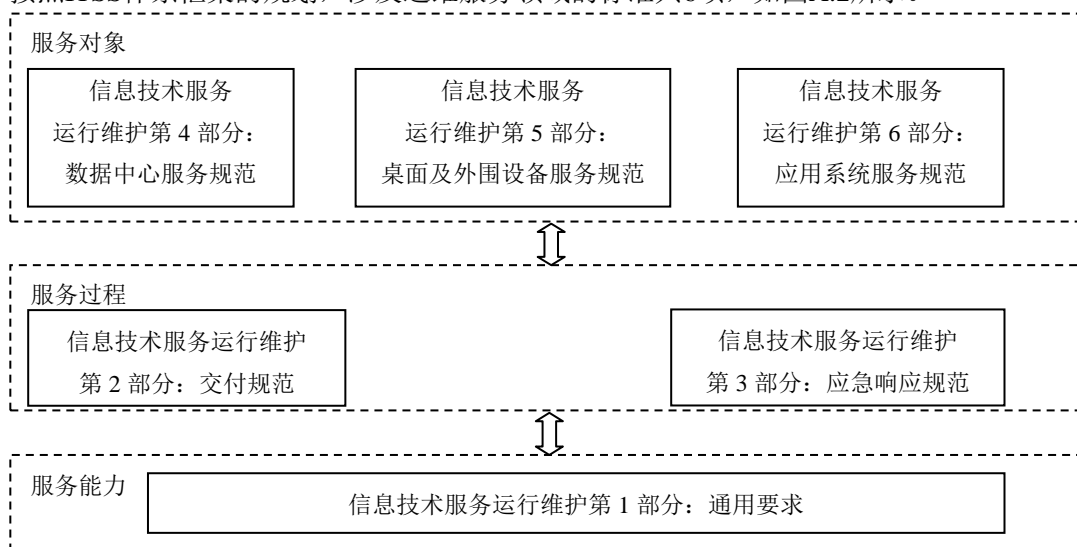 服务对象
信息技术服务
运行维护第 4 部分：
数据中心服务规范
信息技术服务
运行维护第 5 部分：
桌面及外围设备服务规范
信息技术服务
运行维护第 6 部分：
应用系统服务规范
服务过程
信息技术服务运行维护
第 2 部分：交付规范
信息技术服务运行维护
第 3 部分：应急响应规范
服务能力
信息技术服务运行维护第 1 部分：通用要求